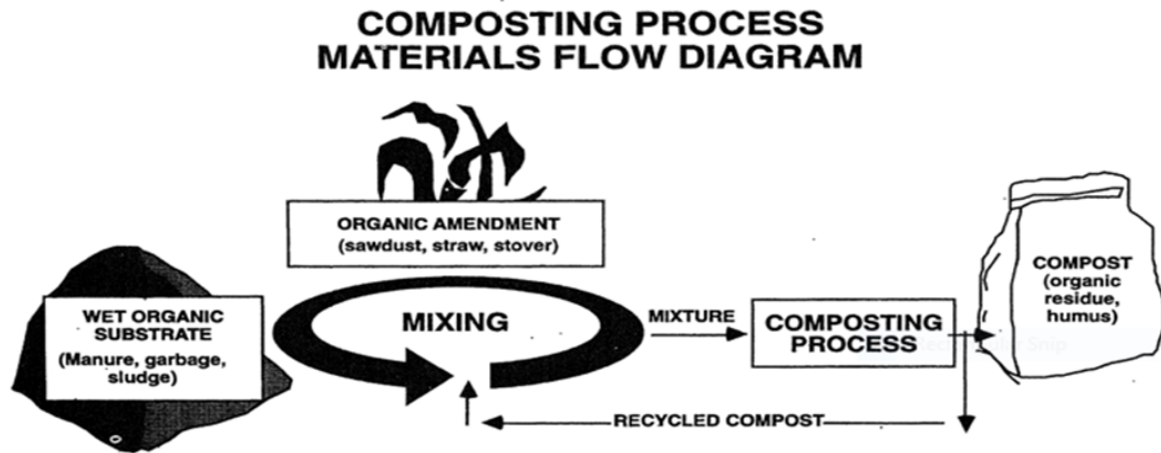 COMPOSTING PROCESS
MATERIALS FLOW DIAGRAM
ORGANIC AMENDMENT
(sawdust, straw, stover)
WET ORGANIC
SUBSTRATE
(Manure, garbage,
sludge)
MIXING
MIXTURE
COMPOSTING
PROCESS
COMPOST
(organic
residue,
humus)
RECYCLED COMPOST
Snip